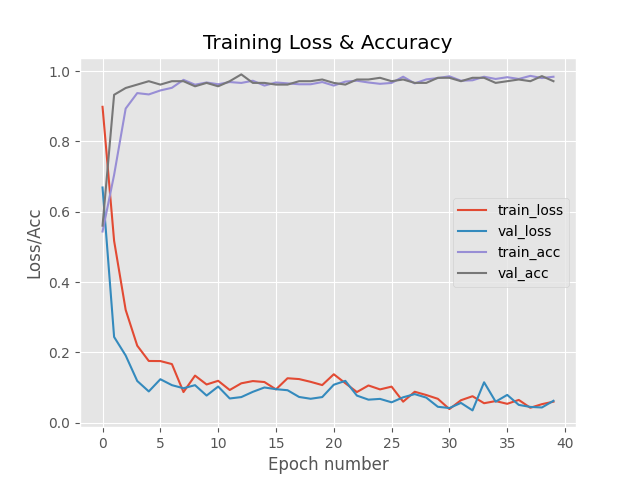 Training Loss & Accuracy
1.0
0.8
0.6
0.4
0.2
0.0
Loss/Acc
train_loss
val_loss
train_acc
val_acc
0 5 10 15 20 25 30 35 40
Epoch number